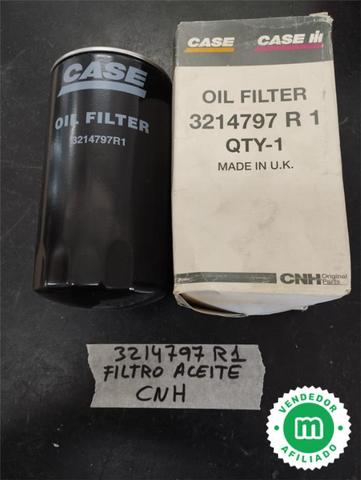 CASE
OIL FILTER
3214797R1
CASE CASE IH
OIL FILTER
3214797 R 1
QTY-1
MADE IN U.K.
CNH Original Parts
3214797 R1
FILTRO ACEITE
CNH
VENDEDOR
m
AFILIADO